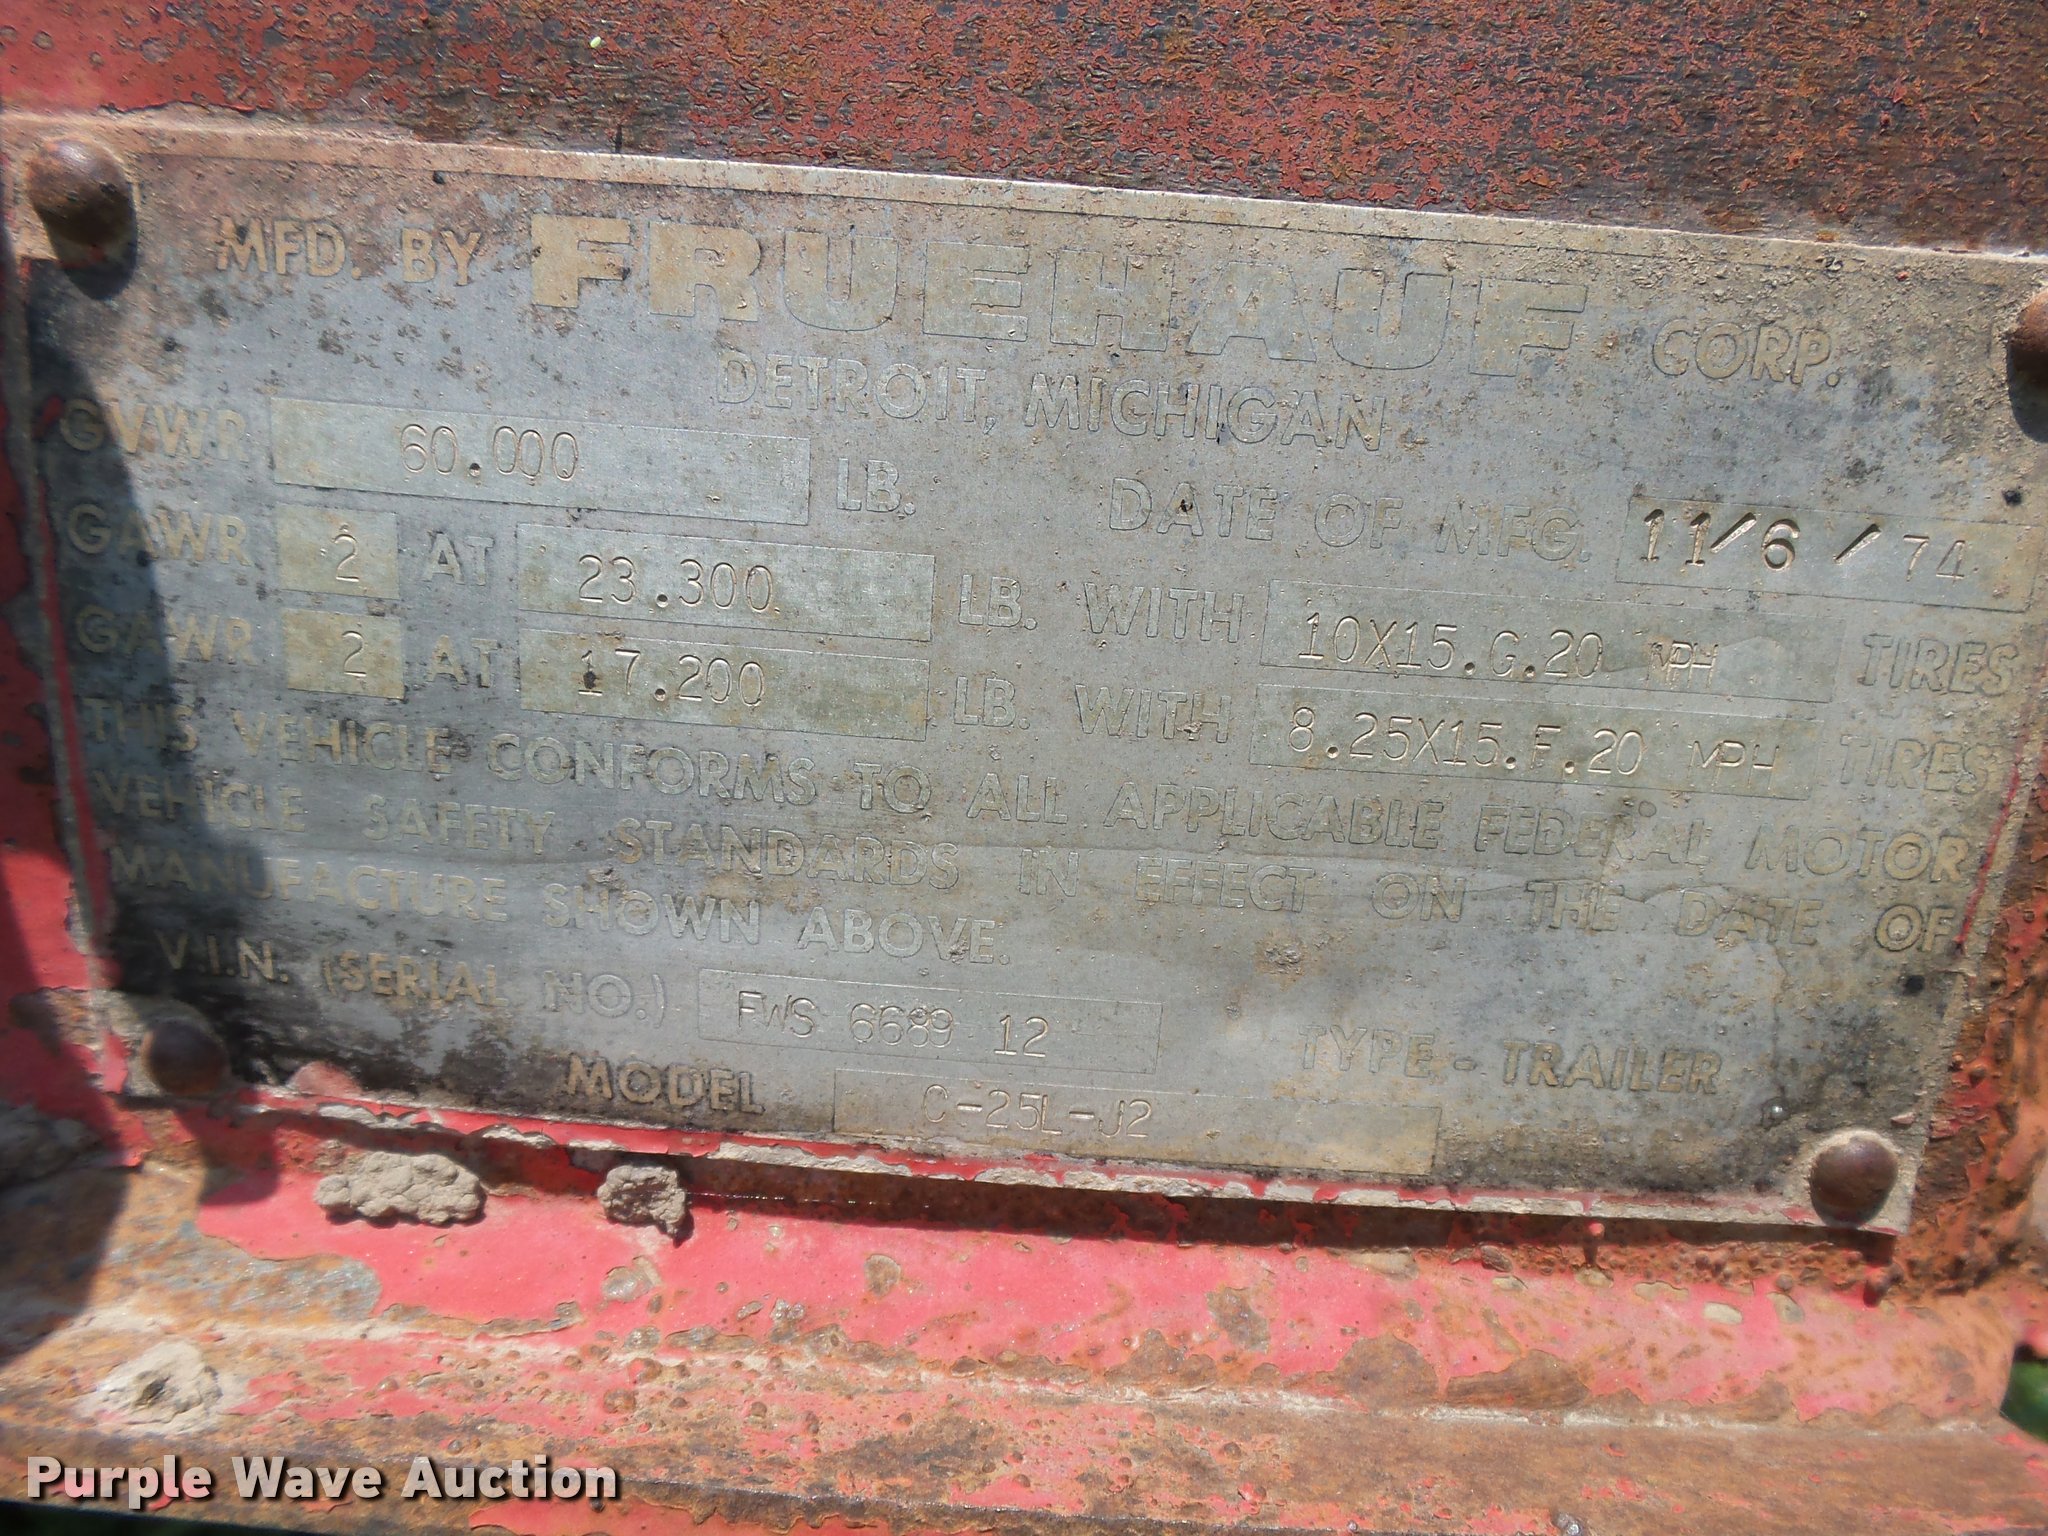 MFD. BY FRUEHAUF CORP.
DETROIT, MICHIGAN
GVWR 60.000 LB. DATE OF MFG. 11/6/74
GAWR 2 AT 23.300 LB. WITH 10X15.G.20 MPH TIRES
GAWR 2 AT 17.200 LB. WITH 8.25X15.F.20 MPH TIRES
THIS VEHICLE CONFORMS TO ALL APPLICABLE FEDERAL MOTOR
VEHICLE SAFETY STANDARDS IN EFFECT ON THE DATE OF
MANUFACTURE SHOWN ABOVE.
V.I.N. (SERIAL NO.) FWS 6689 12 TYPE - TRAILER
MODEL C-25L-J2
Purple Wave Auction